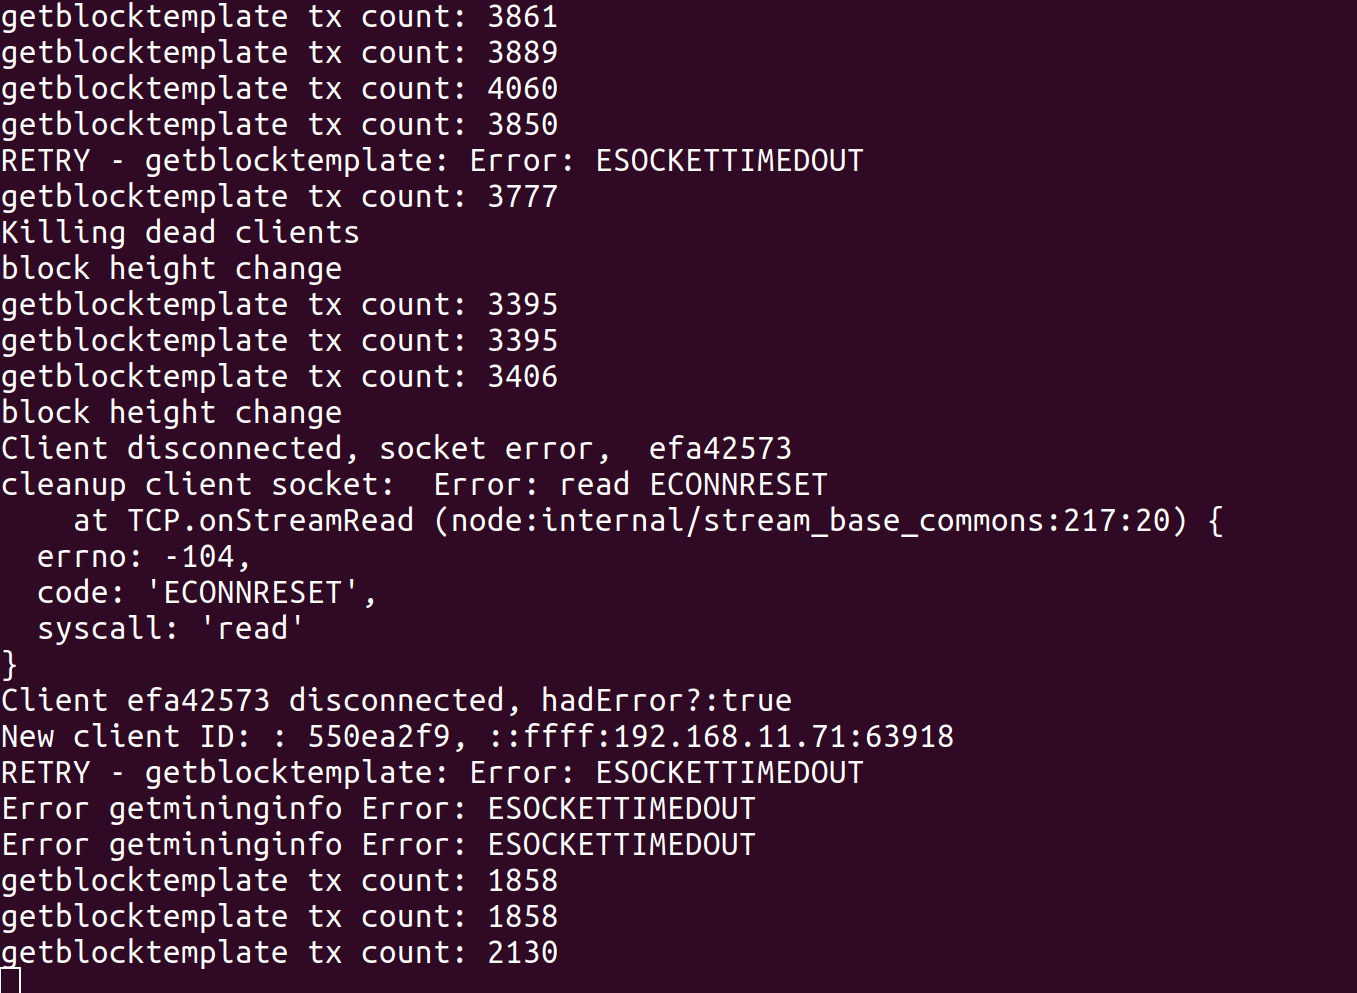 getblocktemplate tx count: 3861
getblocktemplate tx count: 3889
getblocktemplate tx count: 4060
getblocktemplate tx count: 3850
RETRY - getblocktemplate: Error: ESOCKETTIMEDOUT
getblocktemplate tx count: 3777
Killing dead clients
block height change
getblocktemplate tx count: 3395
getblocktemplate tx count: 3395
getblocktemplate tx count: 3406
block height change
Client disconnected, socket error,  efa42573
cleanup client socket:  Error: read ECONNRESET
    at TCP.onStreamRead (node:internal/stream_base_commons:217:20) {
  errno: -104,
  code: 'ECONNRESET',
  syscall: 'read'
}
Client efa42573 disconnected, hadError?:true
New client ID: : 550ea2f9, ::ffff:192.168.11.71:63918
RETRY - getblocktemplate: Error: ESOCKETTIMEDOUT
Error getmininginfo Error: ESOCKETTIMEDOUT
Error getmininginfo Error: ESOCKETTIMEDOUT
getblocktemplate tx count: 1858
getblocktemplate tx count: 1858
getblocktemplate tx count: 2130